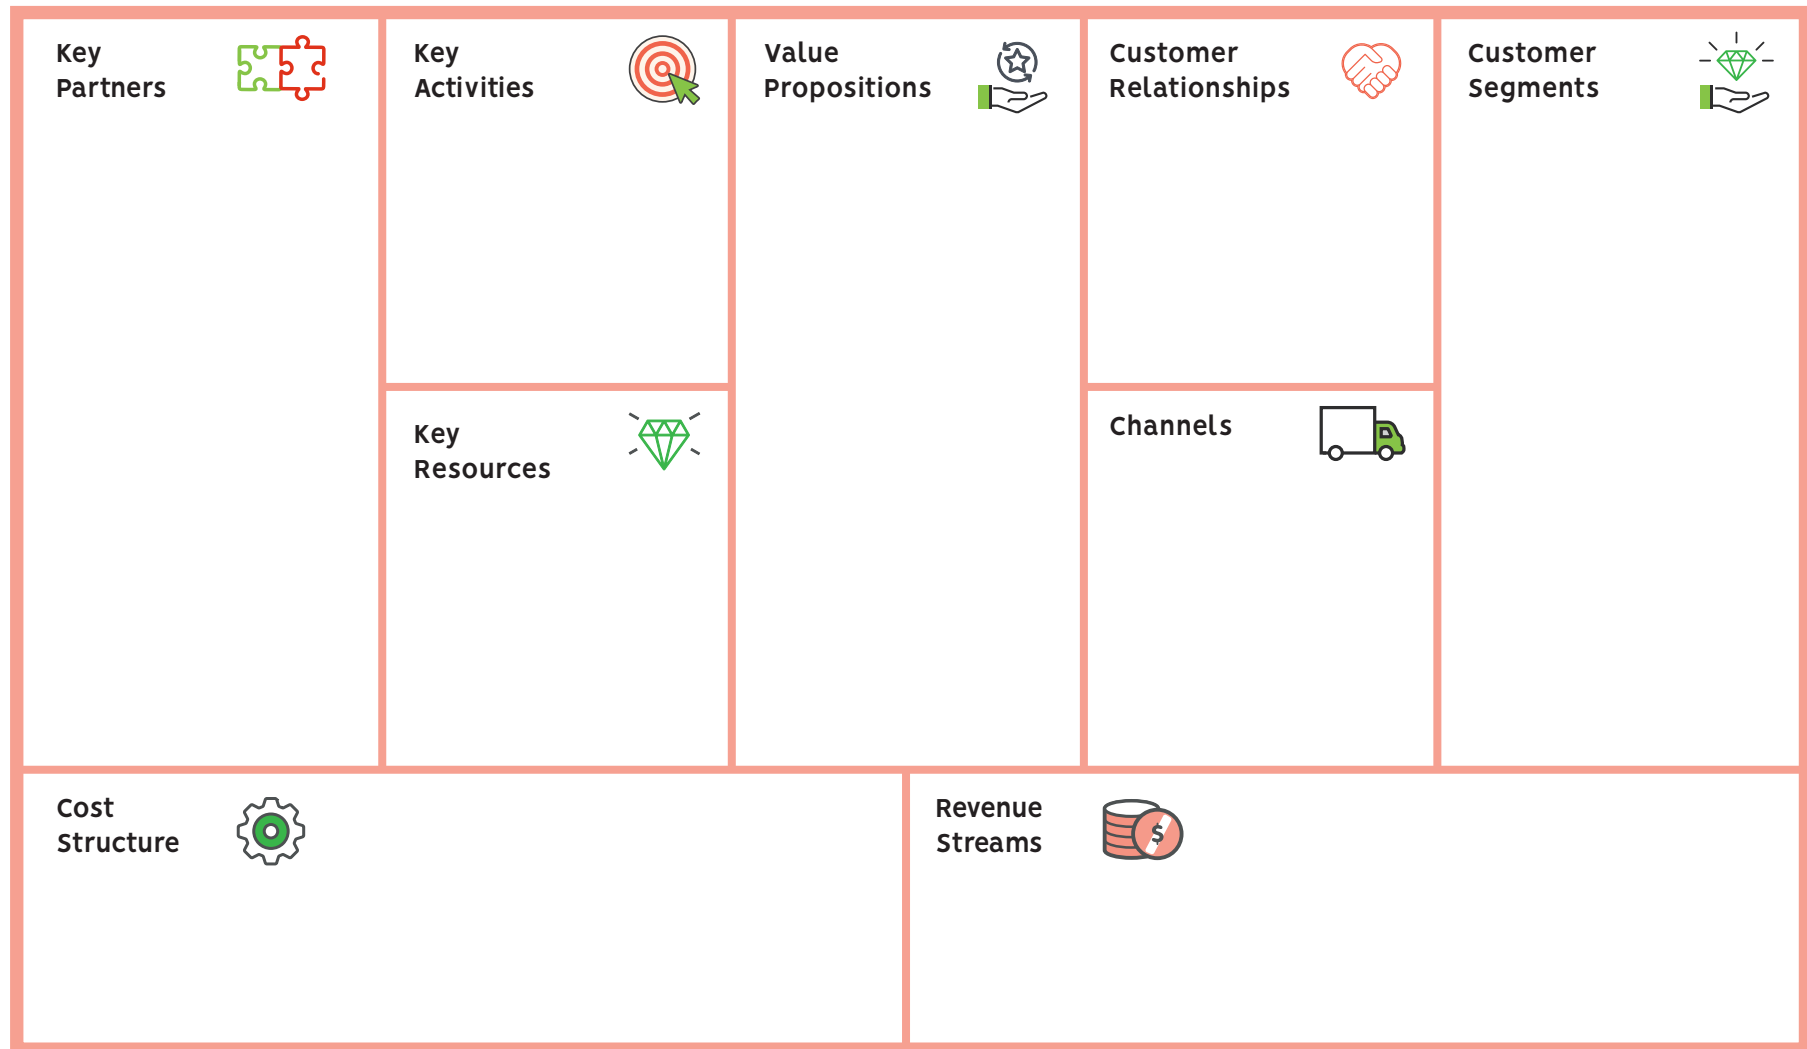 Key
Partners
Key
Activities
Value
Propositions
Customer
Relationships
Customer
Segments
Key
Resources
Channels
Cost
Structure
Revenue
Streams
$